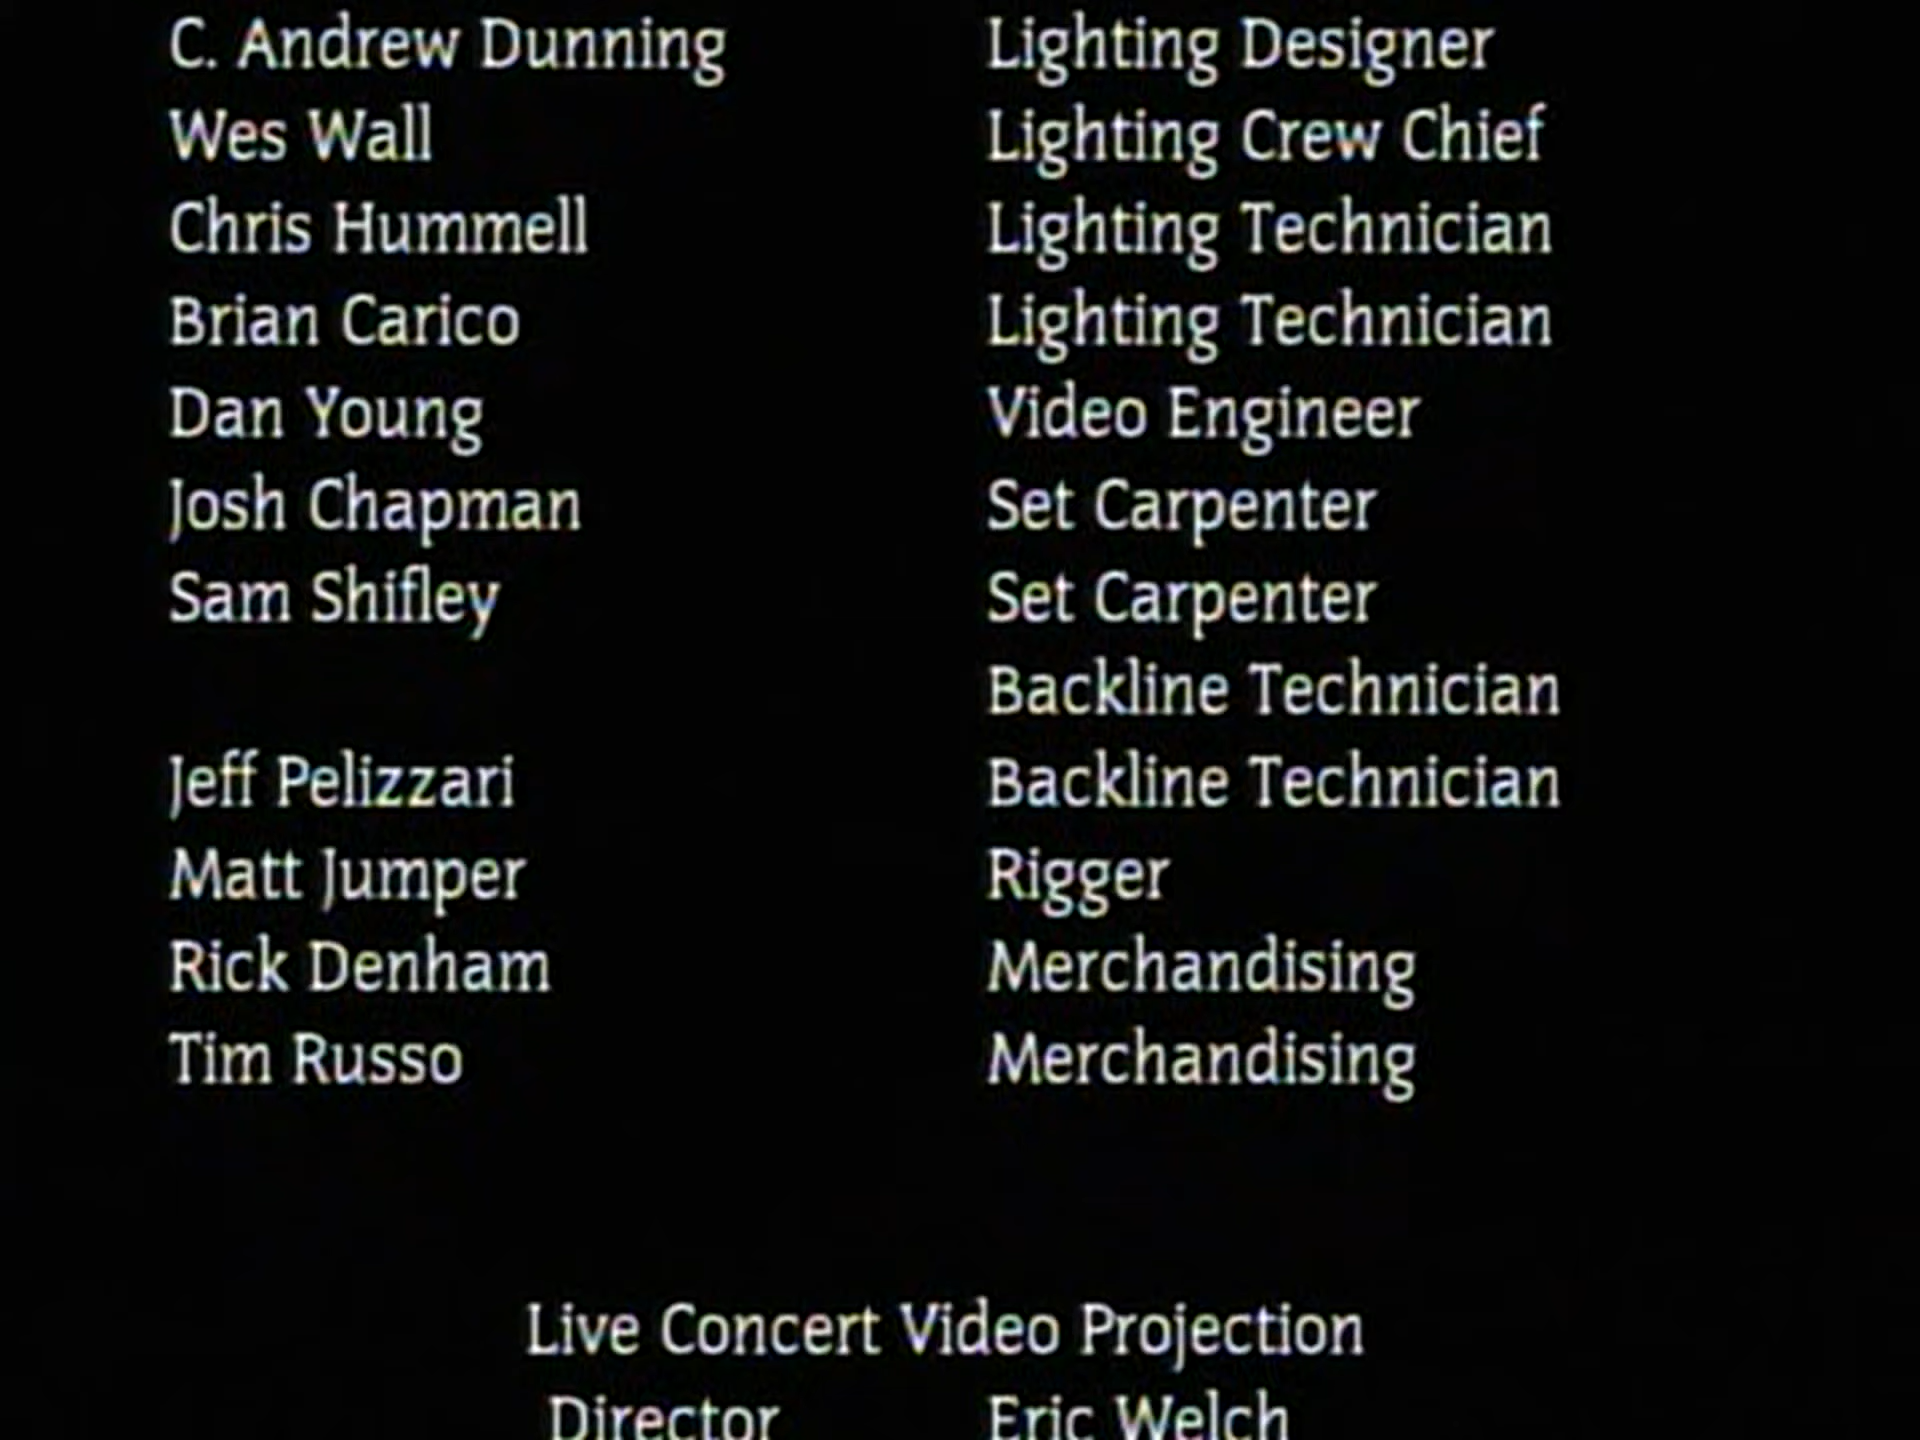 C. Andrew Dunning Lighting Designer
Wes Wall Lighting Crew Chief
Chris Hummell Lighting Technician
Brian Carico Lighting Technician
Dan Young Video Engineer
Josh Chapman Set Carpenter
Sam Shifley Set Carpenter
Backline Technician
Jeff Pelizzari Backline Technician
Matt Jumper Rigger
Rick Denham Merchandising
Tim Russo Merchandising
Live Concert Video Projection
Director Eric Welch